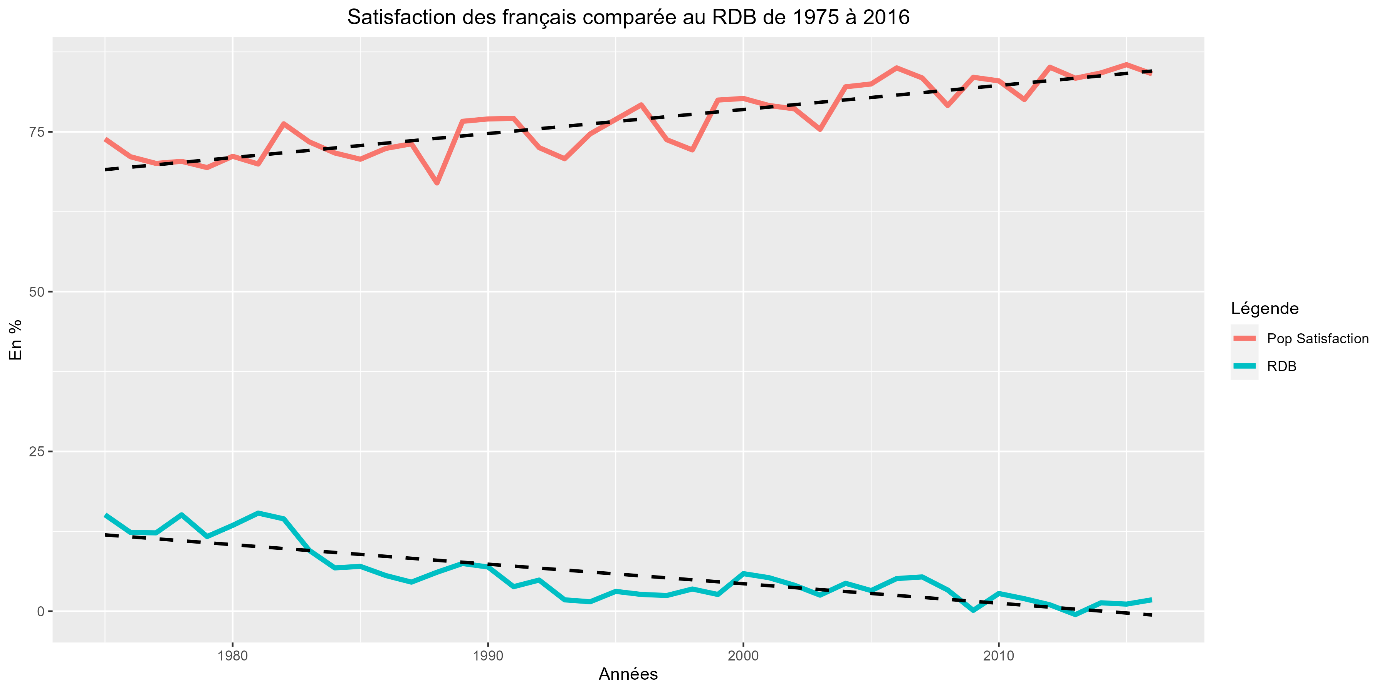 Satisfaction des français comparée au RDB de 1975 à 2016
En %
75
50
25
0
1980
1990
2000
2010
Années
Légende
Pop Satisfaction
RDB